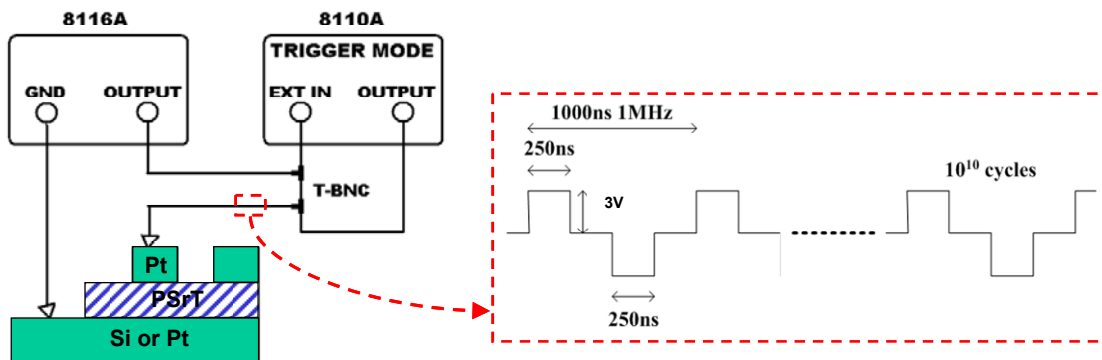 8116A
8110A
TRIGGER MODE
GND OUTPUT
EXT IN OUTPUT
T-BNC
Pt
PSrT
Si or Pt
1000ns 1MHz
250ns
3V
10¹⁰ cycles
250ns